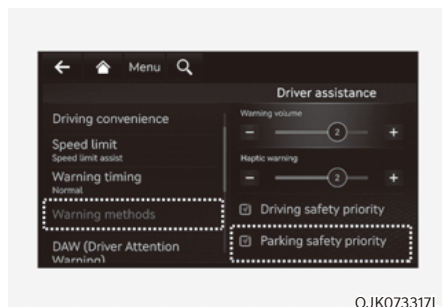 Menu
Driver assistance
Driving convenience
Speed limit
Speed limit assist
Warning timing
Normal
Warning methods
DAW (Driver Attention
Warning)
Warning volume
− 2 +
Haptic warning
− 2 +
Driving safety priority
Parking safety priority
OJK073317L